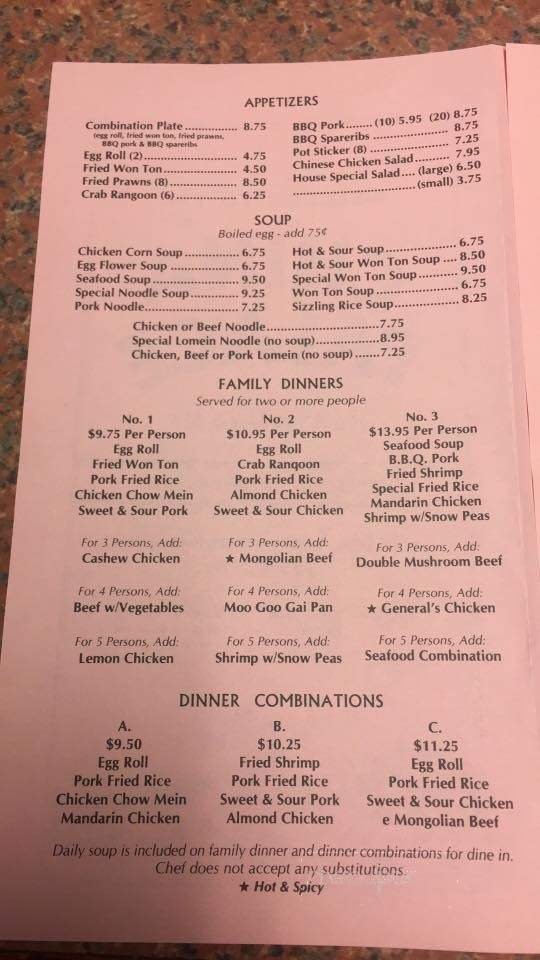 APPETIZERS
Combination Plate ............... 8.75
(egg roll, fried won ton, fried prawns,
BBQ pork & BBQ spareribs
Egg Roll (2)........................... 4.75
Fried Won Ton...................... 4.50
Fried Prawns (8).................... 8.50
Crab Rangoon (6)................. 6.25
BBQ Pork....... (10) 5.95 (20) 8.75
BBQ Spareribs ..................... 8.75
Pot Sticker (8) ..................... 7.25
Chinese Chicken Salad.......... 7.95
House Special Salad.... (large) 6.50
................................... (small) 3.75
SOUP
Boiled egg - add 75¢
Chicken Corn Soup ............... 6.75
Egg Flower Soup ................... 6.75
Seafood Soup........................ 9.50
Special Noodle Soup.............. 9.25
Pork Noodle.......................... 7.25
Hot & Sour Soup................... 6.75
Hot & Sour Won Ton Soup .... 8.50
Special Won Ton Soup........... 9.50
Won Ton Soup ...................... 6.75
Sizzling Rice Soup.................. 8.25
Chicken or Beef Noodle..............................7.75
Special Lomein Noodle (no soup).................8.95
Chicken, Beef or Pork Lomein (no soup) .......7.25
FAMILY DINNERS
Served for two or more people
No. 1
$9.75 Per Person
Egg Roll
Fried Won Ton
Pork Fried Rice
Chicken Chow Mein
Sweet & Sour Pork
For 3 Persons, Add:
Cashew Chicken
For 4 Persons, Add:
Beef w/Vegetables
For 5 Persons, Add:
Lemon Chicken
No. 2
$10.95 Per Person
Egg Roll
Crab Ranqoon
Pork Fried Rice
Almond Chicken
Sweet & Sour Chicken
For 3 Persons, Add:
★ Mongolian Beef
For 4 Persons, Add:
Moo Goo Gai Pan
For 5 Persons, Add:
Shrimp w/Snow Peas
No. 3
$13.95 Per Person
Seafood Soup
B.B.Q. Pork
Fried Shrimp
Special Fried Rice
Mandarin Chicken
Shrimp w/Snow Peas
For 3 Persons, Add:
Double Mushroom Beef
For 4 Persons, Add:
★ General's Chicken
For 5 Persons, Add:
Seafood Combination
DINNER COMBINATIONS
A.
$9.50
Egg Roll
Pork Fried Rice
Chicken Chow Mein
Mandarin Chicken
B.
$10.25
Fried Shrimp
Pork Fried Rice
Sweet & Sour Pork
Almond Chicken
C.
$11.25
Egg Roll
Pork Fried Rice
Sweet & Sour Chicken
e Mongolian Beef
Daily soup is included on family dinner and dinner combinations for dine in.
Chef does not accept any substitutions.
★ Hot & Spicy